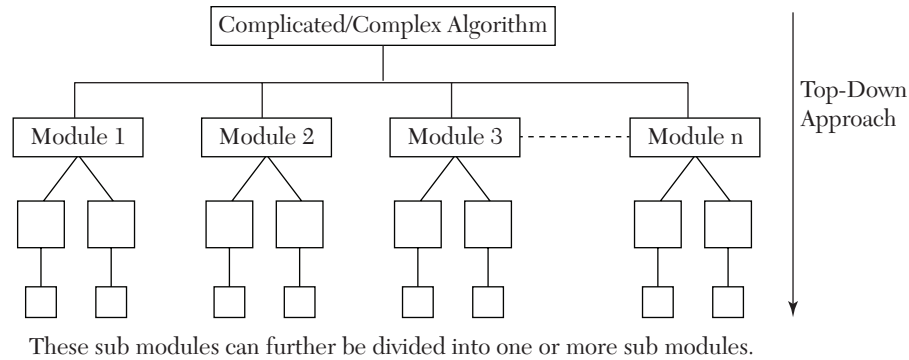 Complicated/Complex Algorithm
Top-Down
Approach
Module 1
Module 2
Module 3
Module n
These sub modules can further be divided into one or more sub modules.